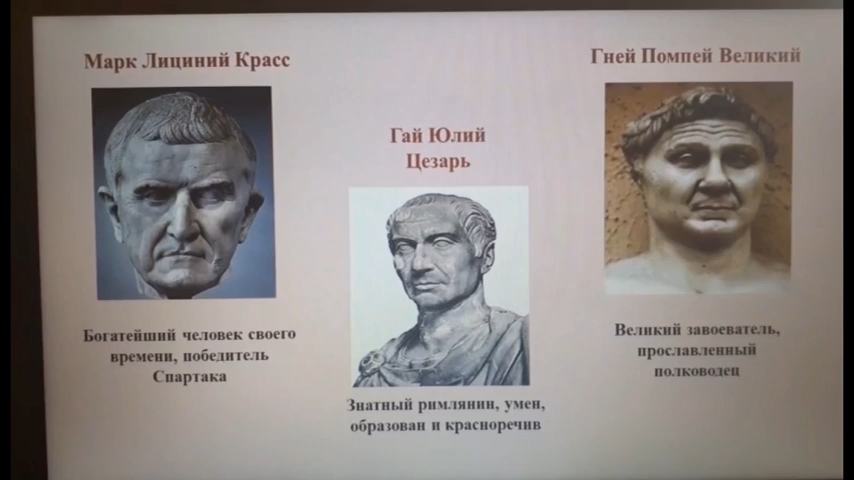 Марк Лициний Красс
Богатейший человек своего
времени, победитель
Спартака
Гай Юлий
Цезарь
Знатный римлянин, умен,
образован и красноречив
Гней Помпей Великий
Великий завоеватель,
прославленный
полководец